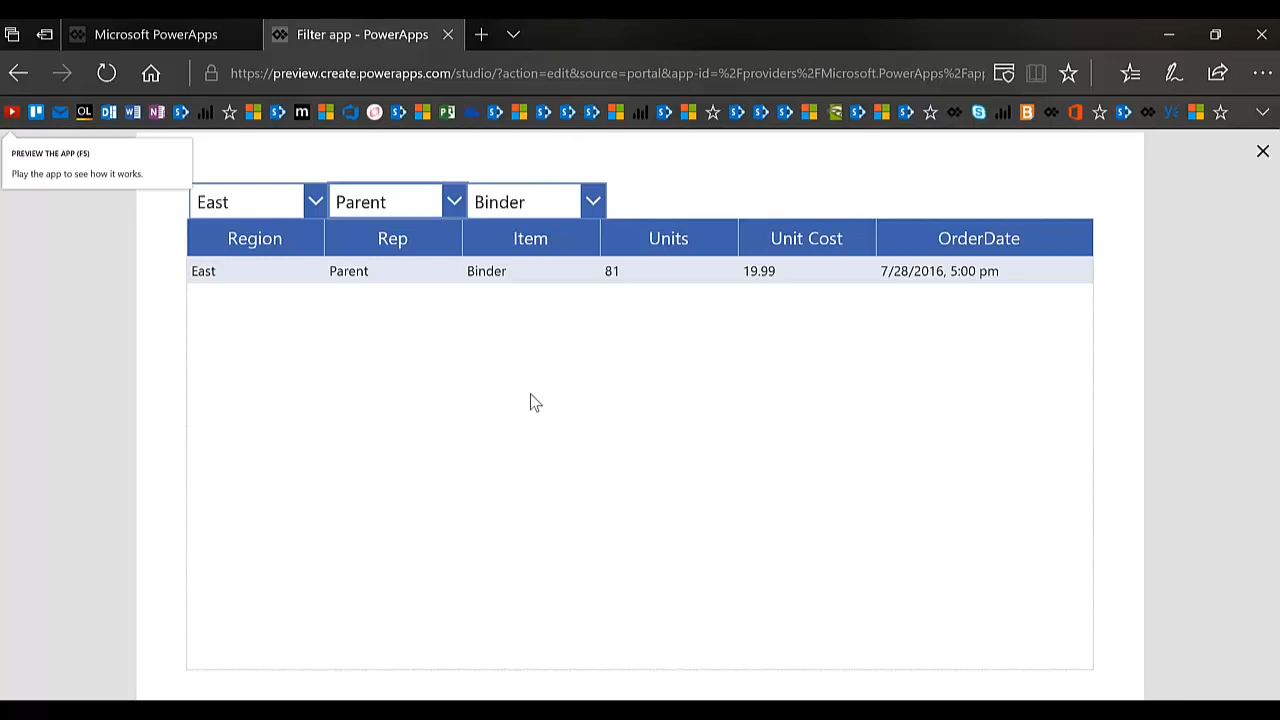 Microsoft PowerApps
Filter app - PowerApps
https://preview.create.powerapps.com/studio/?action=edit&source=portal&app-id=%2Fproviders%2FMicrosoft.PowerApps%2Fapp
PREVIEW THE APP (F5)
Play the app to see how it works.
East Parent Binder
Region Rep Item Units Unit Cost OrderDate
East Parent Binder 81 19.99 7/28/2016, 5:00 pm